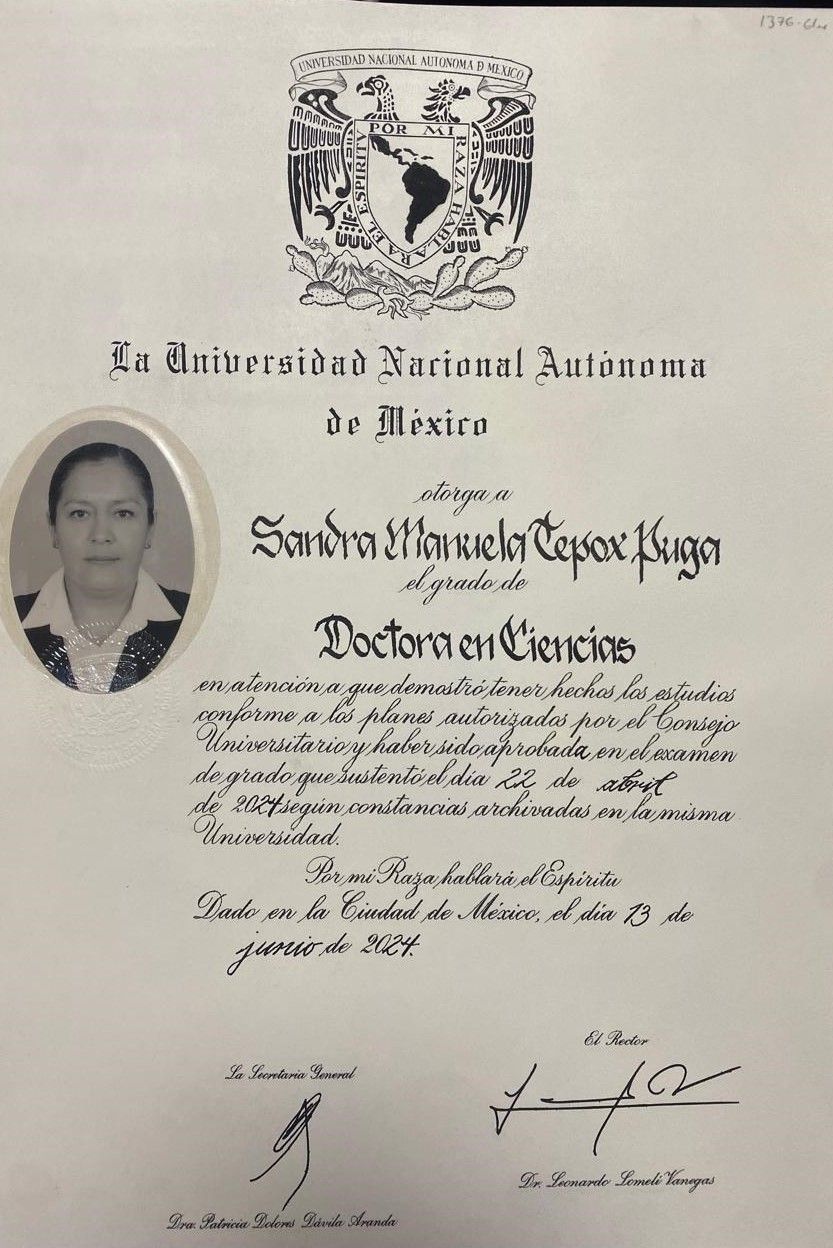 UNIVERSIDAD NACIONAL AUTONOMA D MEXICO
POR MI RAZA HABLARA EL ESPIRITV
La Universidad Nacional Autónoma
de México
otorga a
Sandra Manuela Tepox Puga
el grado de
Doctora en Ciencias
en atención a que demostró tener hechos los estudios
conforme a los planes autorizados por el Consejo
Universitario y haber sido aprobada en el examen
de grado que sustentó el día 22 de abril
de 2024 según constancias archivadas en la misma
Universidad.
Por mi Raza hablará el Espíritu
Dado en la Ciudad de México, el día 13 de
junio de 2024.
El Rector
La Secretaria General
Dr. Leonardo Lomelí Vanegas
Dra. Patricia Dolores Dávila Aranda